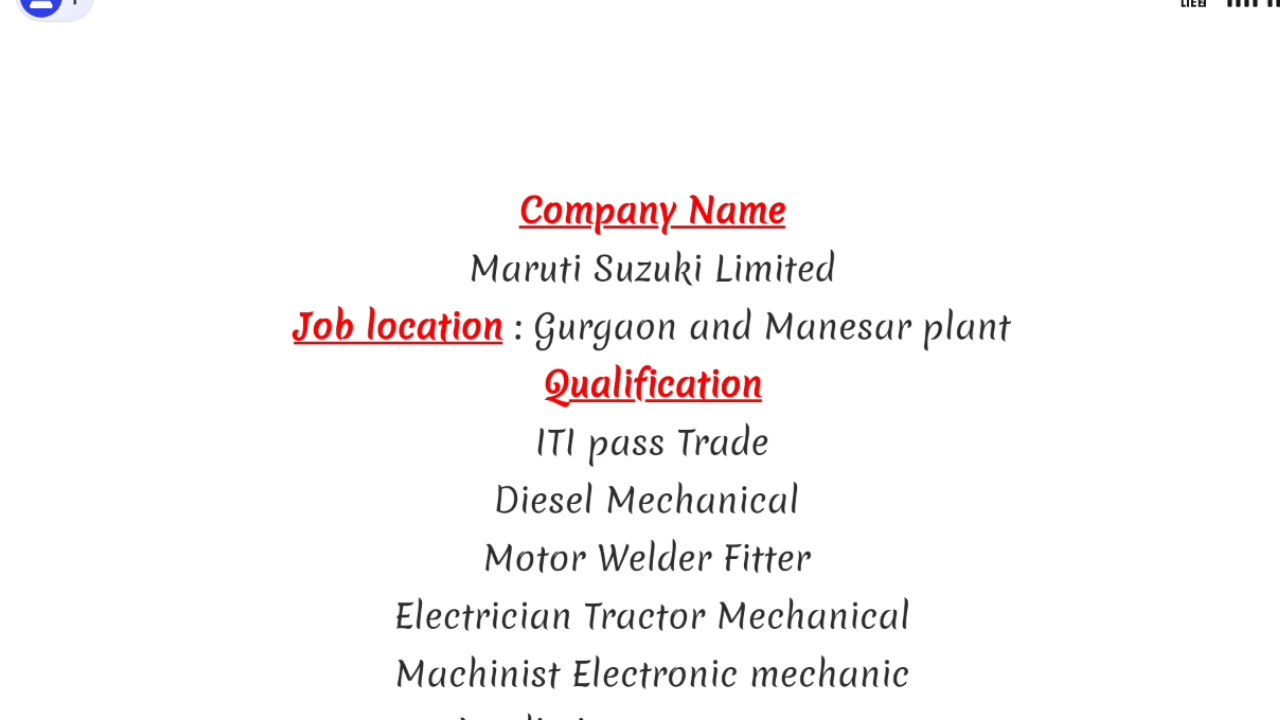 Company Name
Maruti Suzuki Limited
Job location : Gurgaon and Manesar plant
Qualification
ITI pass Trade
Diesel Mechanical
Motor Welder Fitter
Electrician Tractor Mechanical
Machinist Electronic mechanic